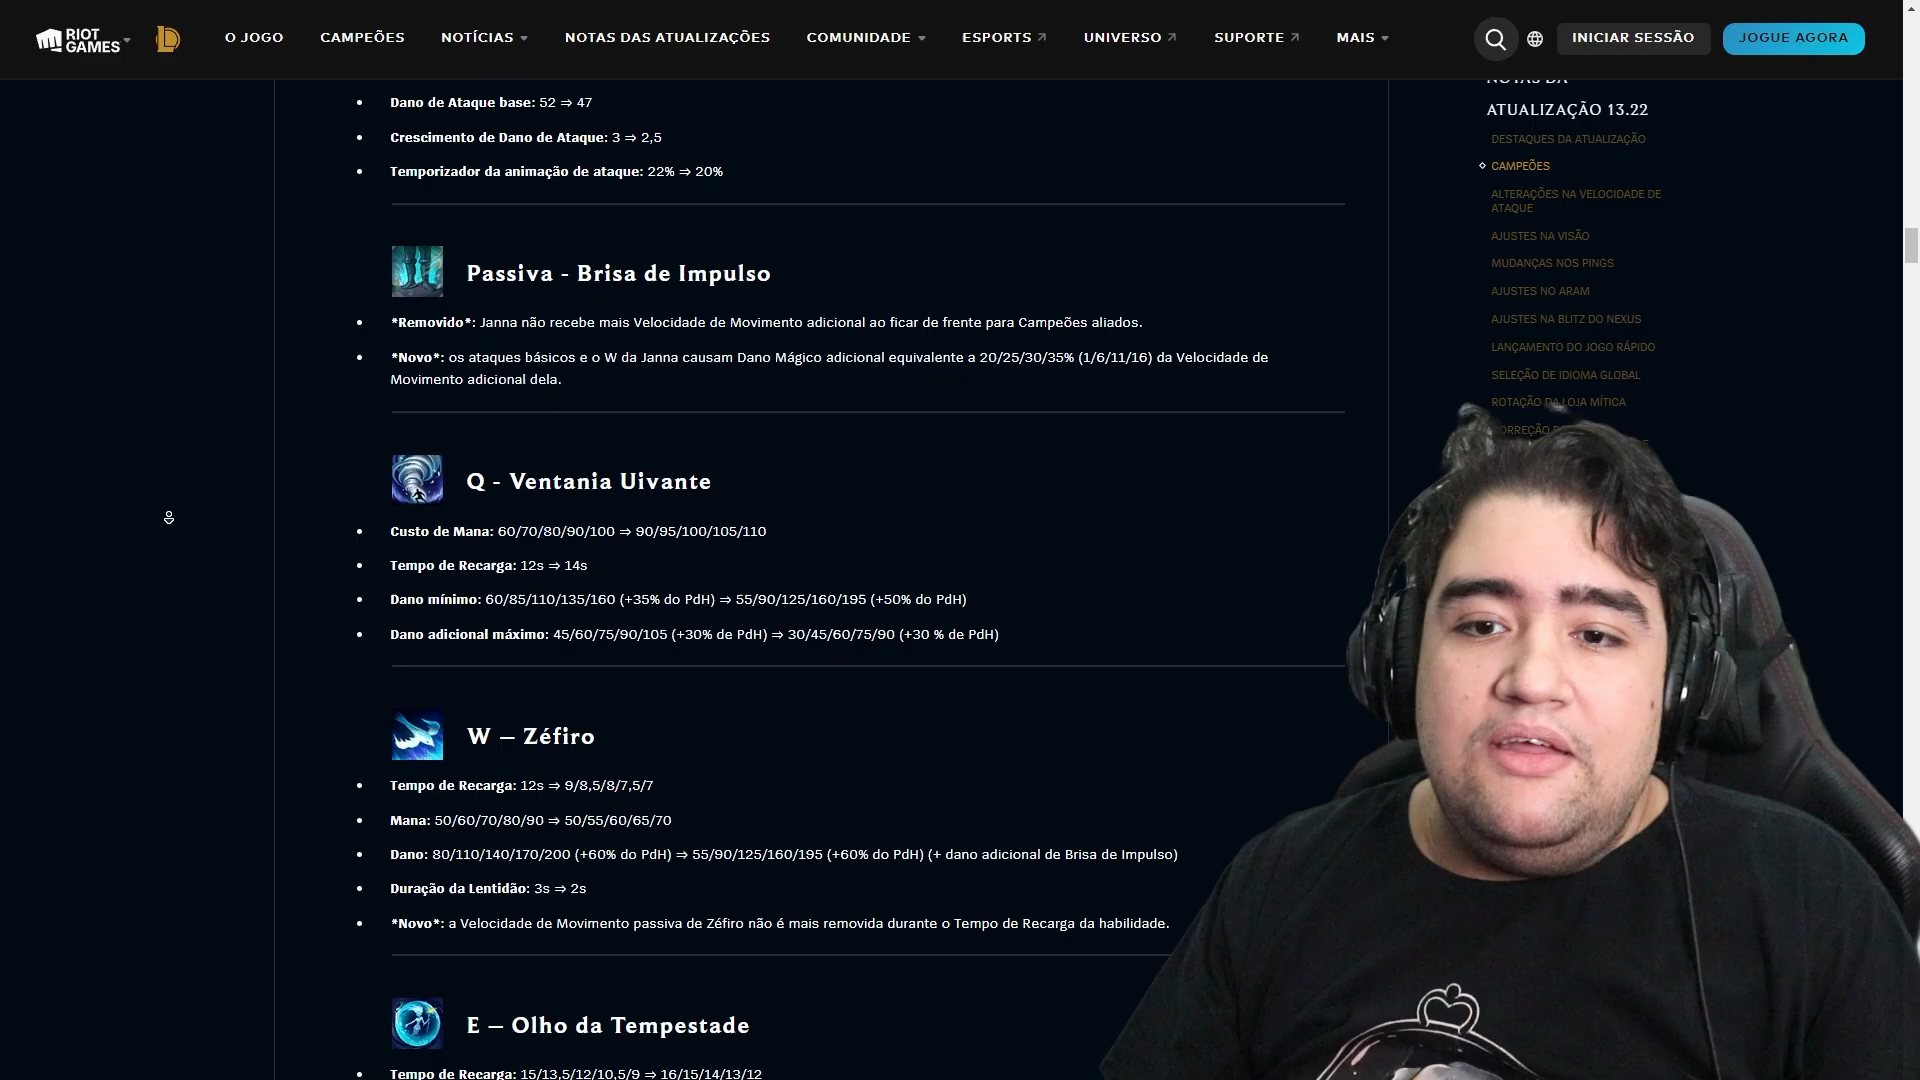 RIOT GAMES
O JOGO
CAMPEÕES
NOTÍCIAS
NOTAS DAS ATUALIZAÇÕES
COMUNIDADE
ESPORTS
UNIVERSO
SUPORTE
MAIS
INICIAR SESSÃO
JOGUE AGORA
Dano de Ataque base: 52 ⇒ 47
Crescimento de Dano de Ataque: 3 ⇒ 2,5
Temporizador da animação de ataque: 22% ⇒ 20%
Passiva - Brisa de Impulso
*Removido*: Janna não recebe mais Velocidade de Movimento adicional ao ficar de frente para Campeões aliados.
*Novo*: os ataques básicos e o W da Janna causam Dano Mágico adicional equivalente a 20/25/30/35% (1/6/11/16) da Velocidade de
Movimento adicional dela.
Q - Ventania Uivante
Custo de Mana: 60/70/80/90/100 ⇒ 90/95/100/105/110
Tempo de Recarga: 12s ⇒ 14s
Dano mínimo: 60/85/110/135/160 (+35% do PdH) ⇒ 55/90/125/160/195 (+50% do PdH)
Dano adicional máximo: 45/60/75/90/105 (+30% de PdH) ⇒ 30/45/60/75/90 (+30 % de PdH)
W – Zéfiro
Tempo de Recarga: 12s ⇒ 9/8,5/8/7,5/7
Mana: 50/60/70/80/90 ⇒ 50/55/60/65/70
Dano: 80/110/140/170/200 (+60% do PdH) ⇒ 55/90/125/160/195 (+60% do PdH) (+ dano adicional de Brisa de Impulso)
Duração da Lentidão: 3s ⇒ 2s
*Novo*: a Velocidade de Movimento passiva de Zéfiro não é mais removida durante o Tempo de Recarga da habilidade.
E – Olho da Tempestade
Tempo de Recarga: 15/13,5/12/10,5/9 ⇒ 16/15/14/13/12
NOTAS DA
ATUALIZAÇÃO 13.22
DESTAQUES DA ATUALIZAÇÃO
CAMPEÕES
ALTERAÇÕES NA VELOCIDADE DE
ATAQUE
AJUSTES NA VISÃO
MUDANÇAS NOS PINGS
AJUSTES NO ARAM
AJUSTES NA BLITZ DO NEXUS
LANÇAMENTO DO JOGO RÁPIDO
SELEÇÃO DE IDIOMA GLOBAL
ROTAÇÃO DA LOJA MÍTICA